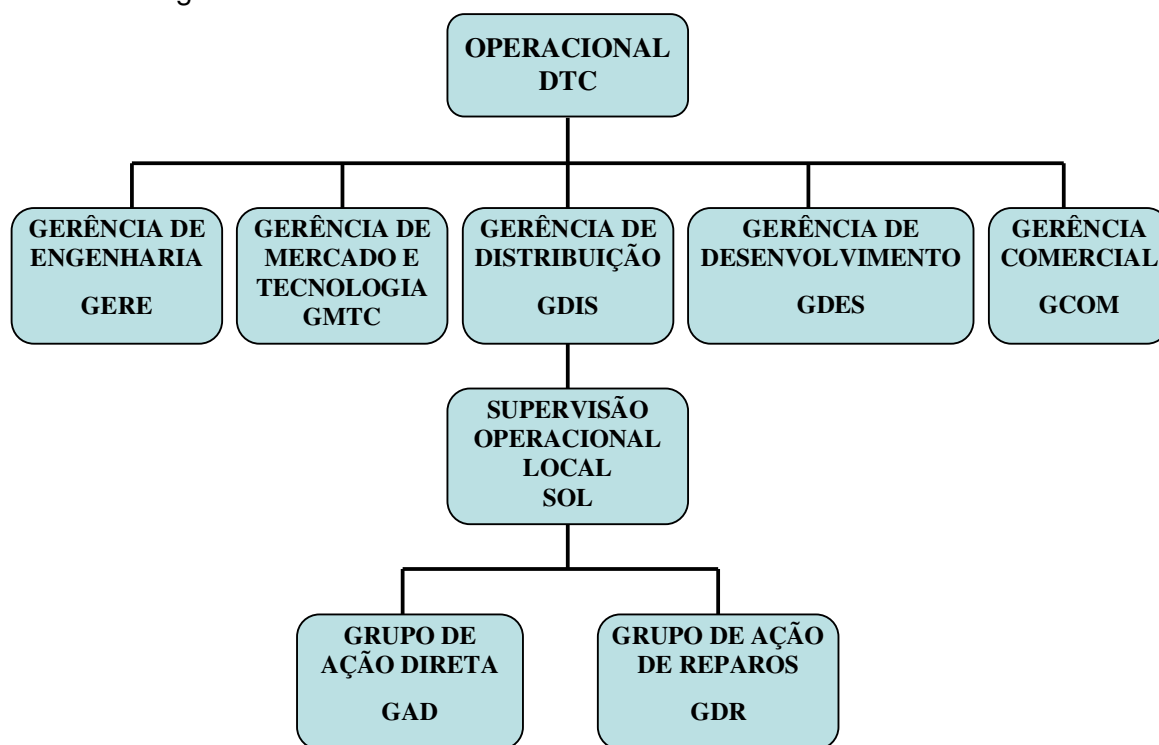 OPERACIONAL
DTC
GERÊNCIA DE
ENGENHARIA
GERE
GERÊNCIA DE
MERCADO E
TECNOLOGIA
GMTC
GERÊNCIA DE
DISTRIBUIÇÃO
GDIS
GERÊNCIA DE
DESENVOLVIMENTO
GDES
GERÊNCIA
COMERCIAL
GCOM
SUPERVISÃO
OPERACIONAL
LOCAL
SOL
GRUPO DE
AÇÃO DIRETA
GAD
GRUPO DE AÇÃO
DE REPAROS
GDR